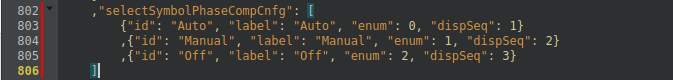 802 ,"selectSymbolPhaseCompCnfg": [
803 {"id": "Auto", "label": "Auto", "enum": 0, "dispSeq": 1}
804 ,{"id": "Manual", "label": "Manual", "enum": 1, "dispSeq": 2}
805 ,{"id": "Off", "label": "Off", "enum": 2, "dispSeq": 3}
806 ]